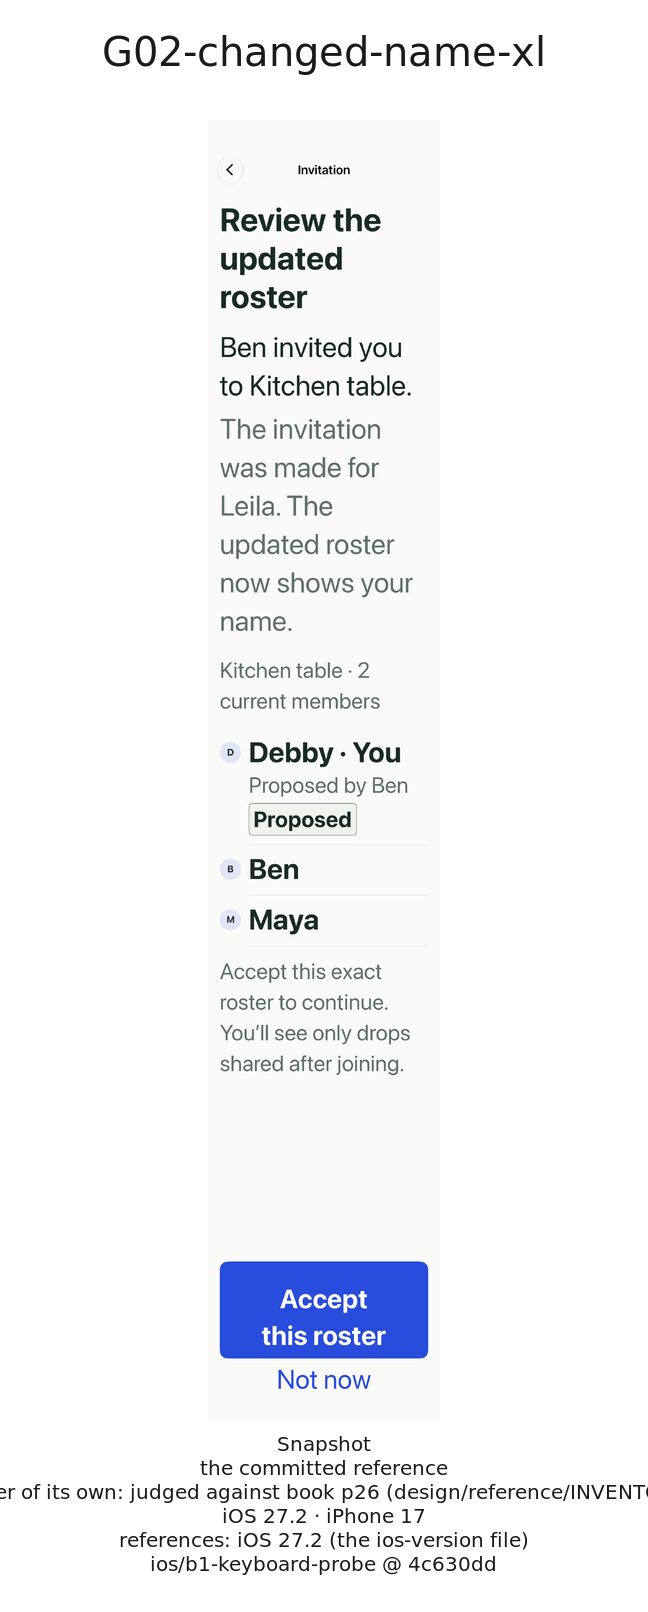 G02-changed-name-xl
Invitation
Review the
updated
roster
Ben invited you
to Kitchen table.
The invitation
was made for
Leila. The
updated roster
now shows your
name.
Kitchen table · 2
current members
D
Debby · You
Proposed by Ben
Proposed
B
Ben
M
Maya
Accept this exact
roster to continue.
You’ll see only drops
shared after joining.
Accept
this roster
Not now
Snapshot
the committed reference
of its own: judged against book p26 (design/reference/
iOS 27.2 · iPhone 17
references: iOS 27.2 (the ios-version file)
ios/b1-keyboard-probe @ 4c630dd